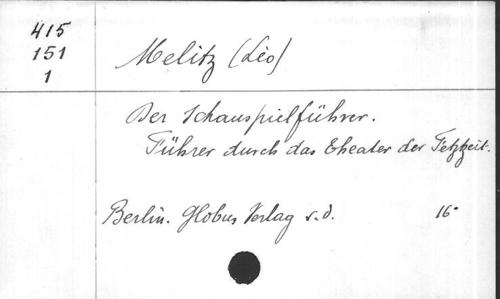 415
151
1
Melitz (Léo)
Der Schauspielführer.
Führer durch das Theater der Jetztzeit.
Berlin. Globus Verlag s.d. 16°